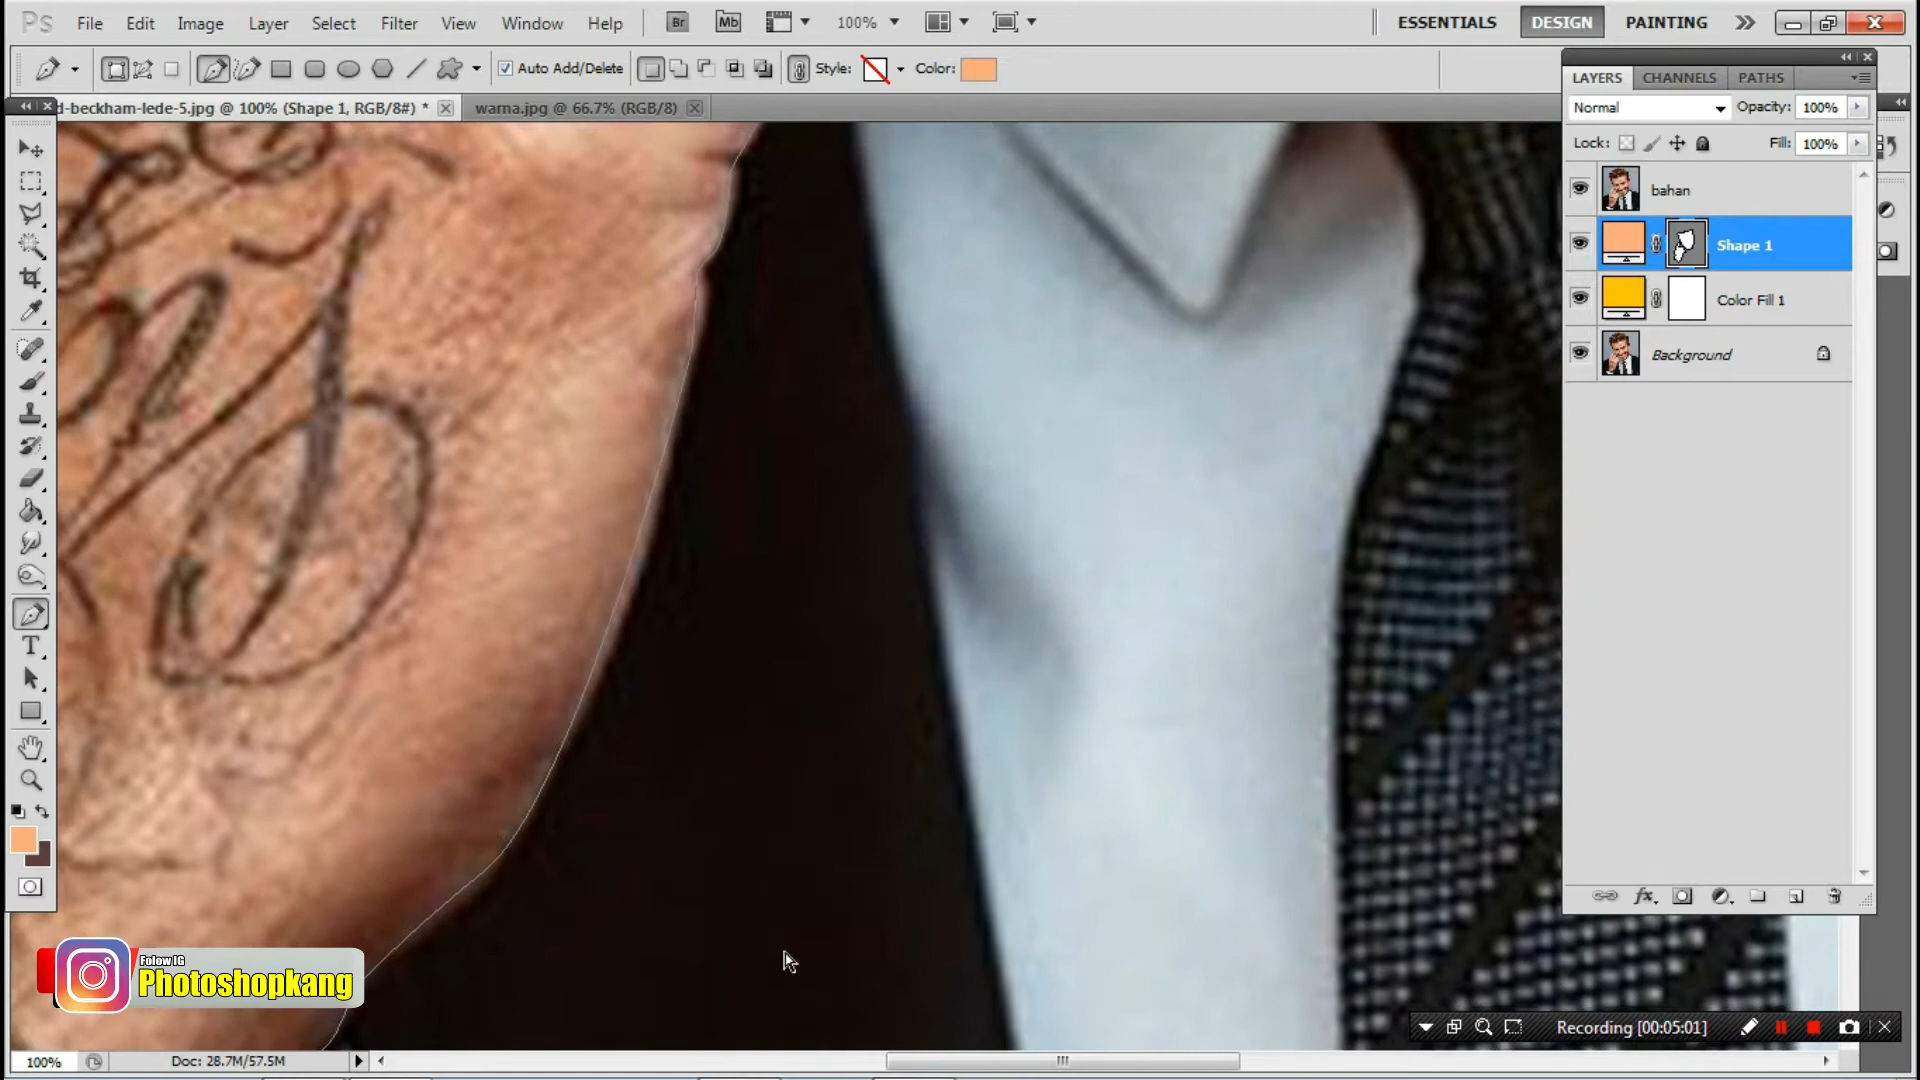 Ps File Edit Image Layer Select Filter View Window Help Br Mb 100% ESSENTIALS DESIGN PAINTING
Auto Add/Delete Style: Color:
d-beckham-lede-5.jpg @ 100% (Shape 1, RGB/8#) * warna.jpg @ 66.7% (RGB/8)
LAYERS CHANNELS PATHS
Normal Opacity: 100%
Lock: Fill: 100%
bahan
Shape 1
Color Fill 1
Background
Folow IG
Photoshopkang
Recording [00:05:01]
100% Doc: 28.7M/57.5M